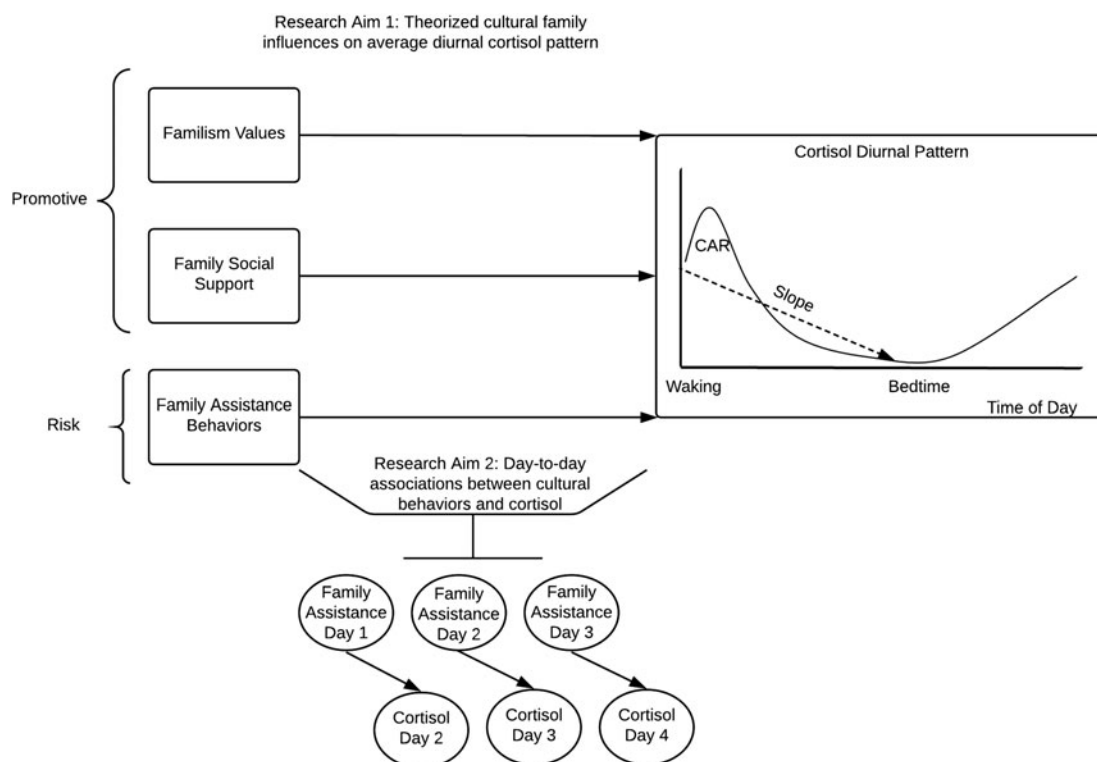 Research Aim 1: Theorized cultural family
influences on average diurnal cortisol pattern
Promotive
Familism Values
Family Social
Support
Risk
Family Assistance
Behaviors
Cortisol Diurnal Pattern
CAR
Slope
Waking
Bedtime
Time of Day
Research Aim 2: Day-to-day
associations between cultural
behaviors and cortisol
Family
Assistance
Day 1
Family
Assistance
Day 2
Family
Assistance
Day 3
Cortisol
Day 2
Cortisol
Day 3
Cortisol
Day 4